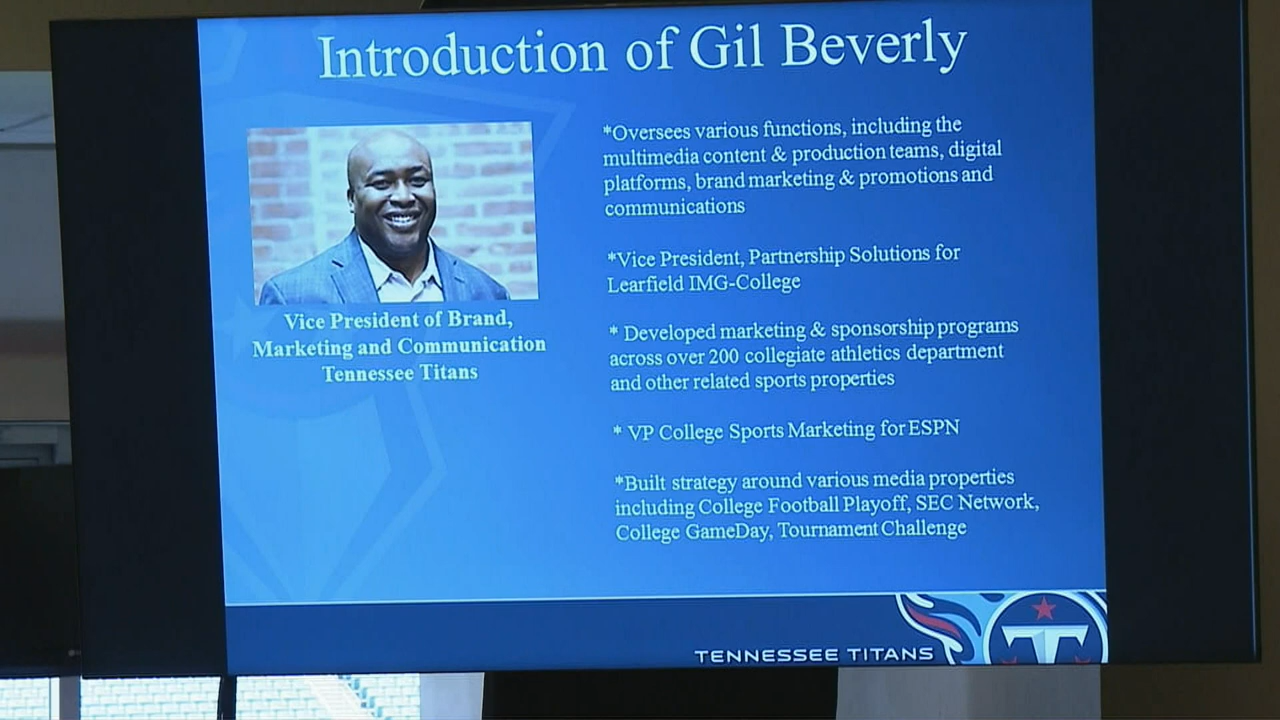 Introduction of Gil Beverly
Vice President of Brand,
Marketing and Communication
Tennessee Titans
*Oversees various functions, including the
multimedia content & production teams, digital
platforms, brand marketing & promotions and
communications
*Vice President, Partnership Solutions for
Learfield IMG-College
* Developed marketing & sponsorship programs
across over 200 collegiate athletics department
and other related sports properties
* VP College Sports Marketing for ESPN
*Built strategy around various media properties
including College Football Playoff, SEC Network,
College GameDay, Tournament Challenge
TENNESSEE TITANS
T